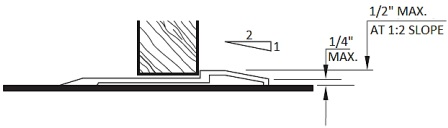 1/2" MAX.
AT 1:2 SLOPE
2
1
1/4"
MAX.